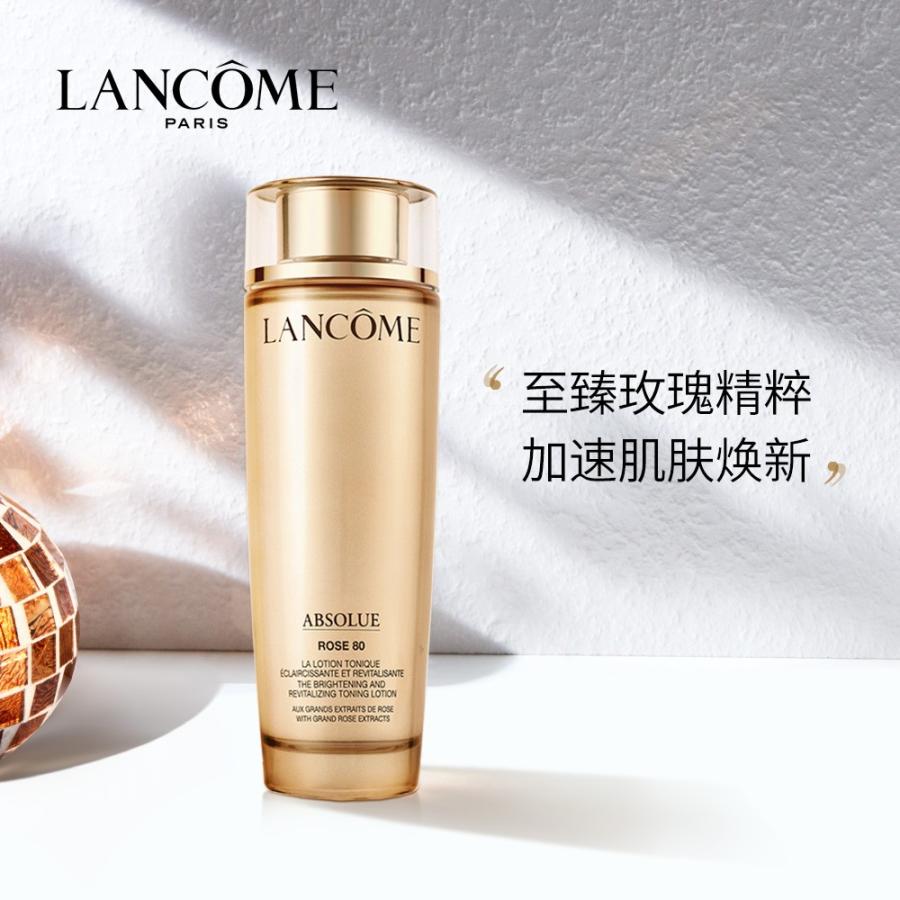 LANCÔME
PARIS
LANCÔME
ABSOLUE
ROSE 80
LA LOTION TONIQUE
ÉCLAIRCISSANTE ET REVITALISANTE
THE BRIGHTENING AND
REVITALIZING TONING LOTION
AUX GRANDS EXTRAITS DE ROSE
WITH GRAND ROSE EXTRACTS
“至臻玫瑰精粹
加速肌肤焕新”